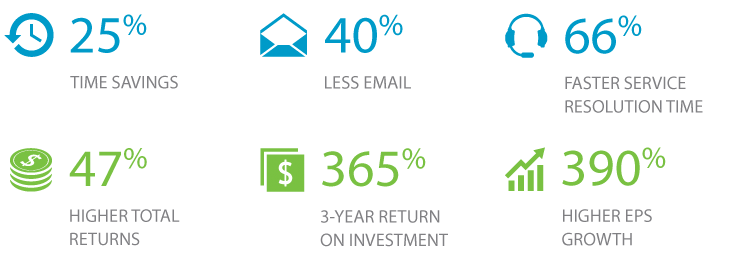 25%
TIME SAVINGS
40%
LESS EMAIL
66%
FASTER SERVICE
RESOLUTION TIME
47%
HIGHER TOTAL
RETURNS
$
365%
3-YEAR RETURN
ON INVESTMENT
390%
HIGHER EPS
GROWTH